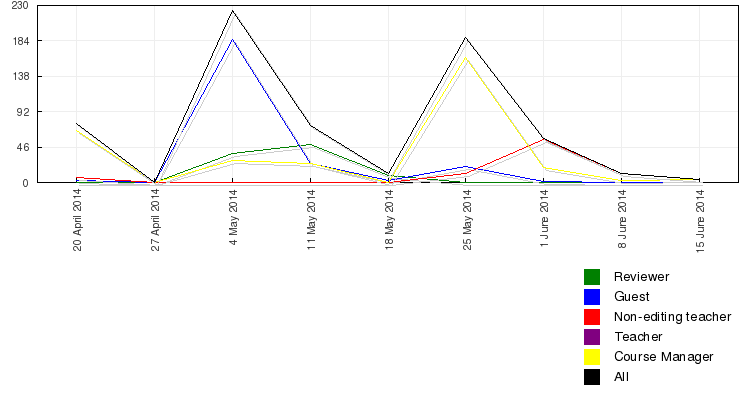 230
184
138
92
46
0
20 April 2014
27 April 2014
4 May 2014
11 May 2014
18 May 2014
25 May 2014
1 June 2014
8 June 2014
15 June 2014
Reviewer
Guest
Non-editing teacher
Teacher
Course Manager
All